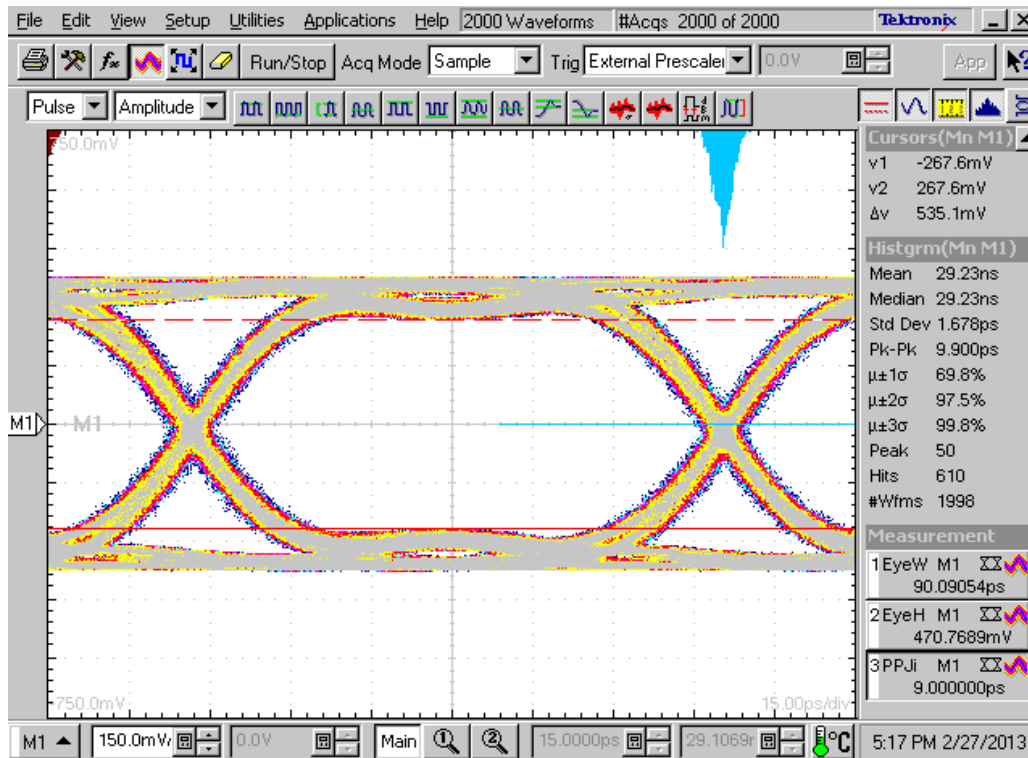 File Edit View Setup Utilities Applications Help 2000 Waveforms #Acqs 2000 of 2000 Tektronix
Run/Stop Acq Mode Sample Trig External Prescaler 0.0V App
Pulse Amplitude
50.0mV
Cursors(Mn M1)
v1 -267.6mV
v2 267.6mV
Δv 535.1mV
Histgrm(Mn M1)
Mean 29.23ns
Median 29.23ns
Std Dev 1.678ps
Pk-Pk 9.900ps
μ±1σ 69.8%
μ±2σ 97.5%
μ±3σ 99.8%
Peak 50
Hits 610
#Wfms 1998
M1 M1
Measurement
1 EyeW M1
90.09054ps
2 EyeH M1
470.7689mV
3 PPJi M1
9.000000ps
-750.0mV 15.00ps/div
M1 150.0mV/ 0.0V Main 1 2 15.0000ps 29.1069r °C 5:17 PM 2/27/2013